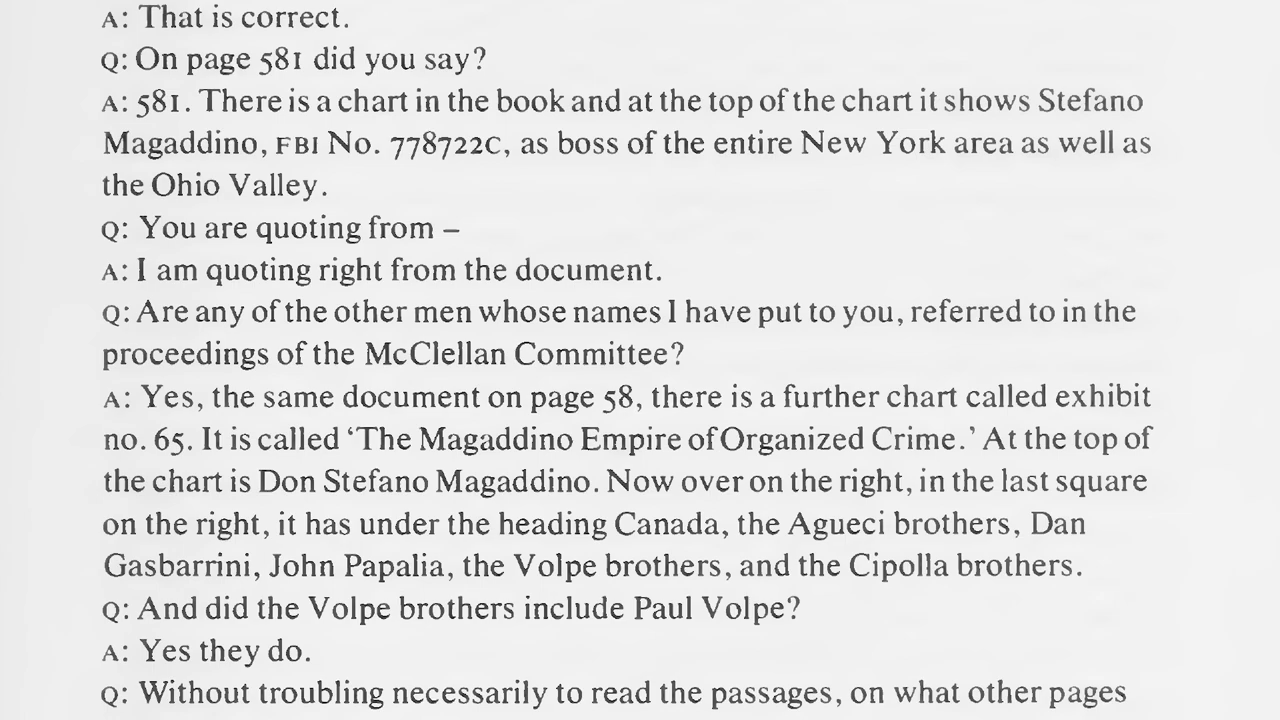 A: That is correct.
Q: On page 581 did you say?
A: 581. There is a chart in the book and at the top of the chart it shows Stefano
Magaddino, FBI No. 778722C, as boss of the entire New York area as well as
the Ohio Valley.
Q: You are quoting from –
A: I am quoting right from the document.
Q: Are any of the other men whose names I have put to you, referred to in the
proceedings of the McClellan Committee?
A: Yes, the same document on page 58, there is a further chart called exhibit
no. 65. It is called ‘The Magaddino Empire of Organized Crime.’ At the top of
the chart is Don Stefano Magaddino. Now over on the right, in the last square
on the right, it has under the heading Canada, the Agueci brothers, Dan
Gasbarrini, John Papalia, the Volpe brothers, and the Cipolla brothers.
Q: And did the Volpe brothers include Paul Volpe?
A: Yes they do.
Q: Without troubling necessarily to read the passages, on what other pages